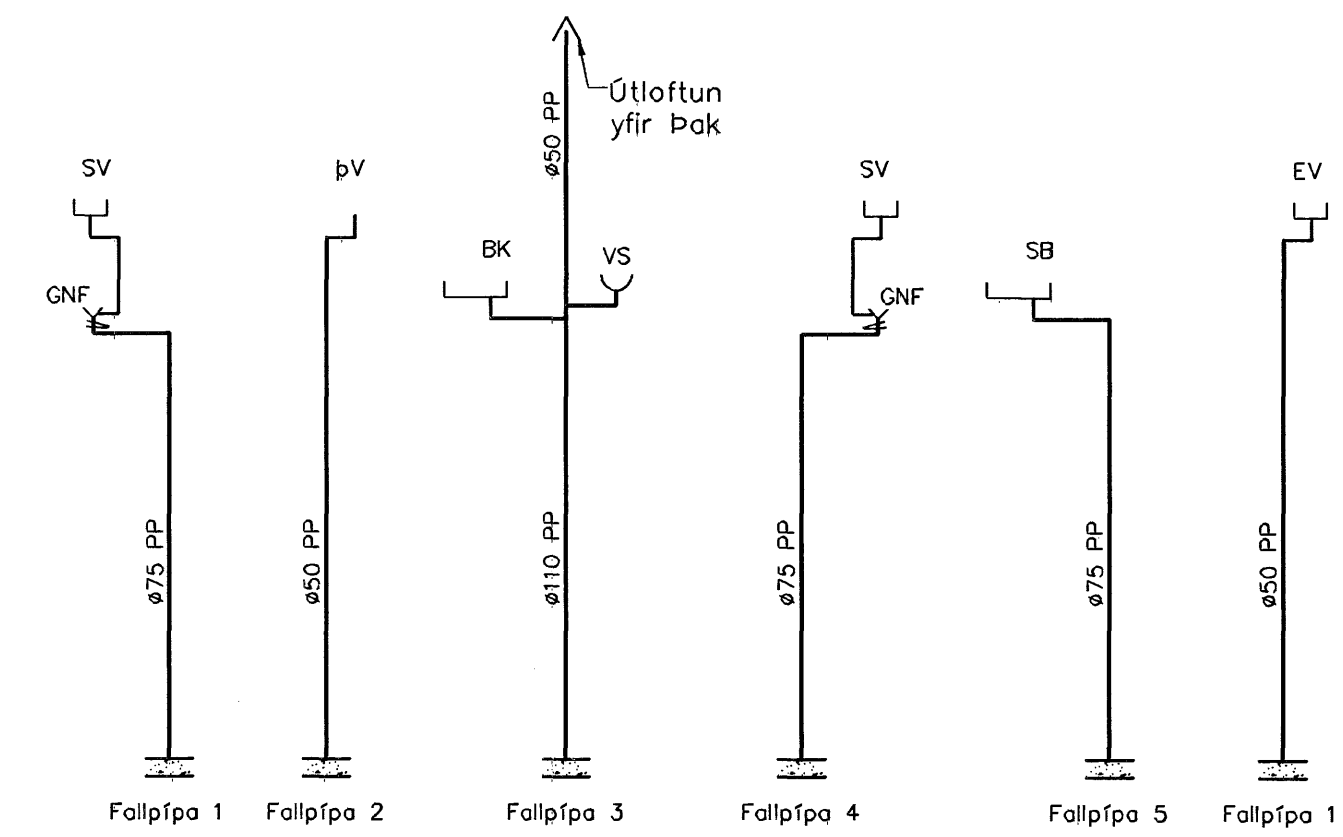 Útloftun
yfir Þak
ø50 PP
SV
þV
SV
EV
BK
VS
SB
GNF
GNF
ø75 PP
ø50 PP
ø110 PP
ø75 PP
ø75 PP
ø50 PP
Fallpípa 1
Fallpípa 2
Fallpípa 3
Fallpípa 4
Fallpípa 5
Fallpípa 1